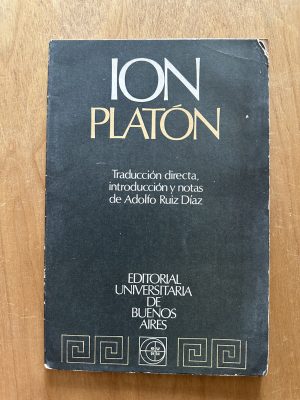 ION
PLATÓN
Traducción directa,
introducción y notas
de Adolfo Ruiz Díaz
EDITORIAL
UNIVERSITARIA
DE
BUENOS
AIRES